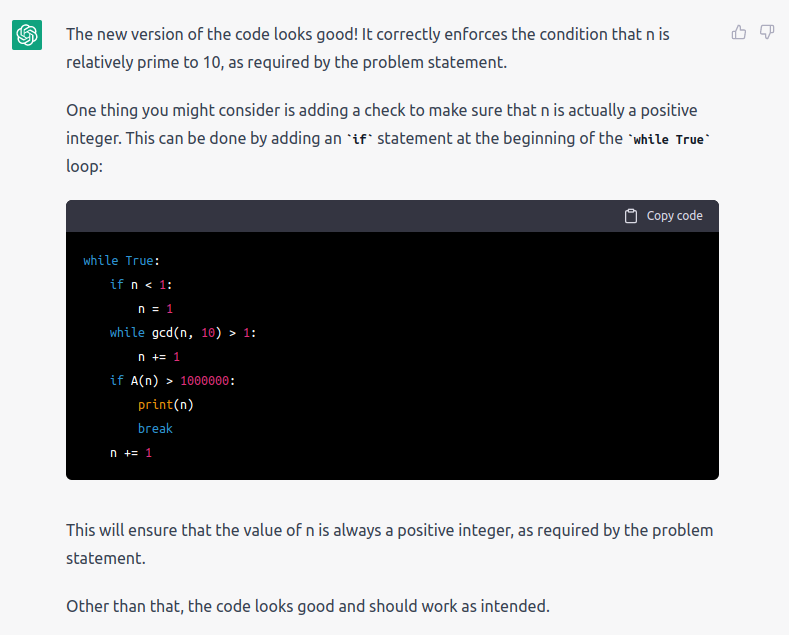 The new version of the code looks good! It correctly enforces the condition that n is
relatively prime to 10, as required by the problem statement.
One thing you might consider is adding a check to make sure that n is actually a positive
integer. This can be done by adding an `if` statement at the beginning of the `while True`
loop:
Copy code
while True:
    if n < 1:
        n = 1
    while gcd(n, 10) > 1:
        n += 1
    if A(n) > 1000000:
        print(n)
        break
    n += 1
This will ensure that the value of n is always a positive integer, as required by the problem
statement.
Other than that, the code looks good and should work as intended.